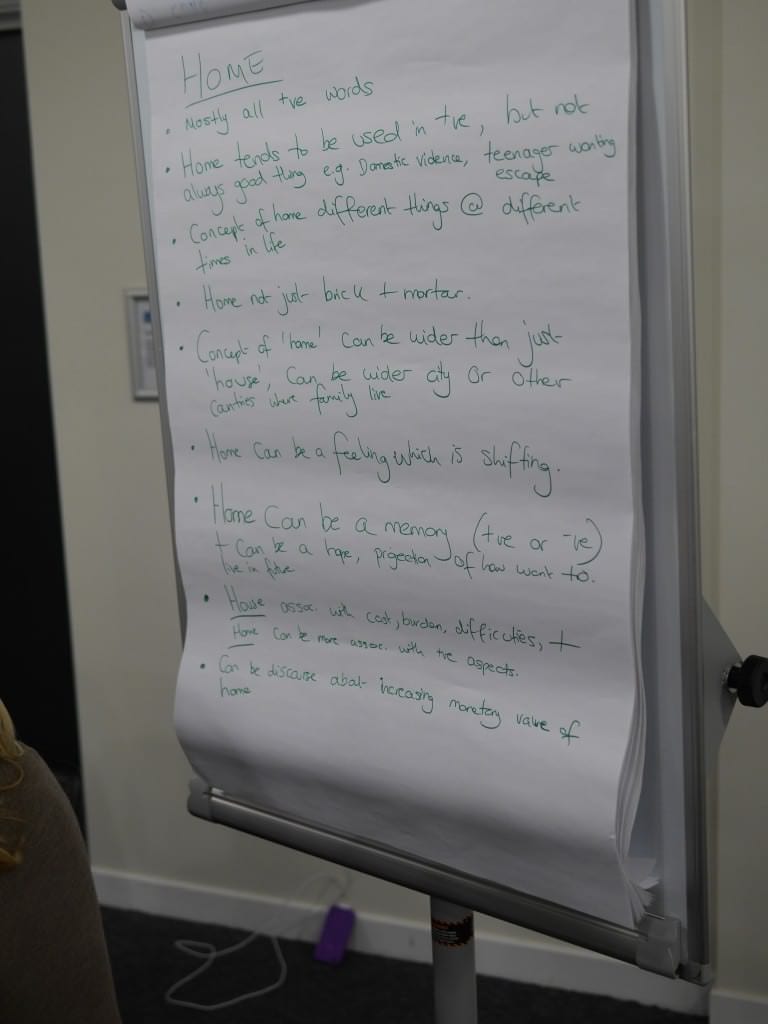 HOME
• Mostly all +ve words
• Home tends to be used in +ve, but not
always good thing e.g. Domestic violence, teenager wanting
escape
• Concept of home different things @ different
times in life
• Home not just brick + mortar.
• Concept of 'home' can be wider than just
'house', can be wider city or other
countries where family live
• Home can be a feeling which is shifting.
• Home can be a memory (+ve or -ve)
+ can be a hope, projection of how want to.
live in future
• House assoc. with cost, burden, difficulties, +
Home can be more assoc. with +ve aspects.
• Can be discourse about increasing monetary value of
home